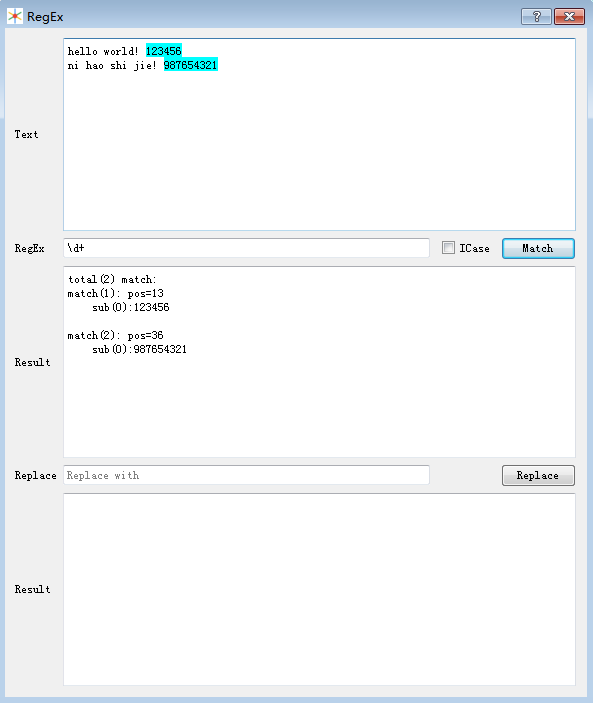 RegEx
Text
hello world! 123456
ni hao shi jie! 987654321
RegEx \d+ ICase Match
Result
total(2) match:
match(1): pos=13
sub(0):123456
match(2): pos=36
sub(0):987654321
Replace Replace with Replace
Result